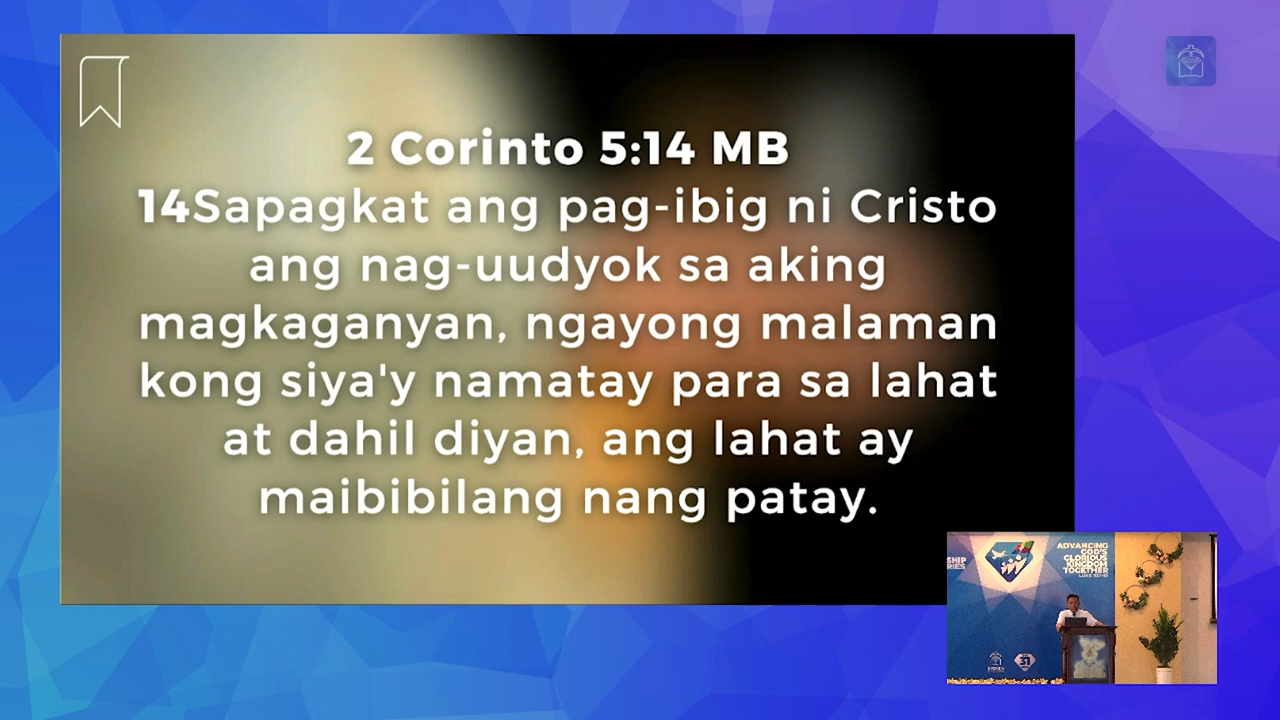 2 Corinto 5:14 MB
14Sapagkat ang pag-ibig ni Cristo
ang nag-uudyok sa aking
magkaganyan, ngayong malaman
kong siya'y namatay para sa lahat
at dahil diyan, ang lahat ay
maibibilang nang patay.
ADVANCING
GOD'S
GLORIOUS
KINGDOM
TOGETHER
31